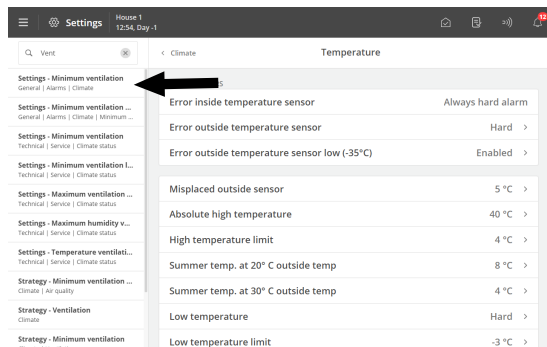 Settings
House 1
12:54, Day -1
12
Vent
Settings - Minimum ventilation
General | Alarms | Climate
Settings - Minimum ventilation ...
General | Alarms | Climate | Minimum ...
Settings - Minimum ventilation
Technical | Service | Climate status
Settings - Minimum ventilation l...
Technical | Service | Climate status
Settings - Maximum ventilation ...
Technical | Service | Climate status
Settings - Maximum humidity v...
Technical | Service | Climate status
Settings - Temperature ventilati...
Technical | Service | Climate status
Strategy - Minimum ventilation ...
Climate | Air quality
Strategy - Ventilation
Climate
Strategy - Minimum ventilation
< Climate
Temperature
Error inside temperature sensor Always hard alarm
Error outside temperature sensor Hard >
Error outside temperature sensor low (-35°C) Enabled >
Misplaced outside sensor 5 °C >
Absolute high temperature 40 °C >
High temperature limit 4 °C >
Summer temp. at 20° C outside temp 8 °C >
Summer temp. at 30° C outside temp 4 °C >
Low temperature Hard >
Low temperature limit -3 °C >